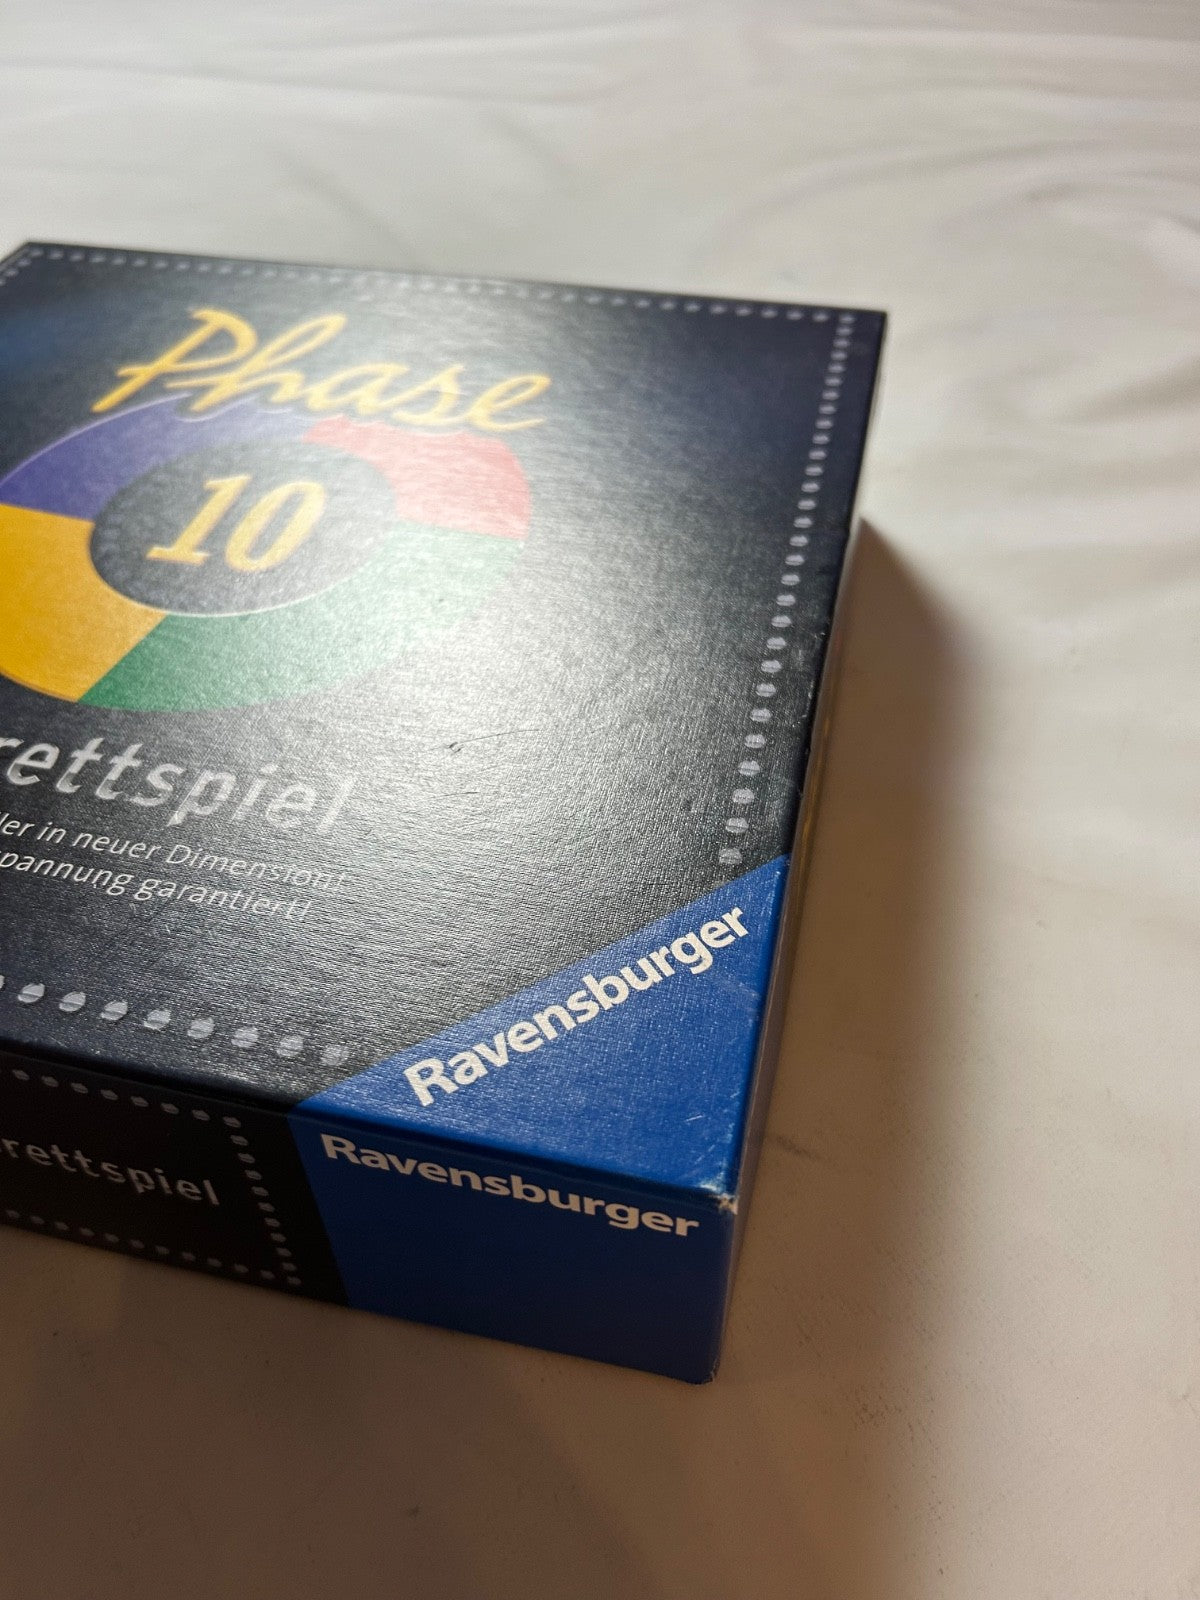 Phase
10
rettspiel
ler in neuer Dimension!
pannung garantiert!
Ravensburger
Ravensburger
rettspiel